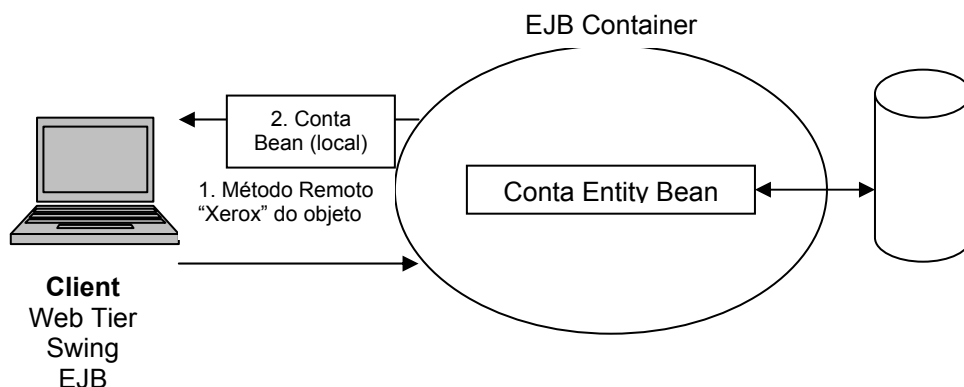 EJB Container
2. Conta
Bean (local)
1. Método Remoto
“Xerox” do objeto
Conta Entity Bean
Client
Web Tier
Swing
EJB